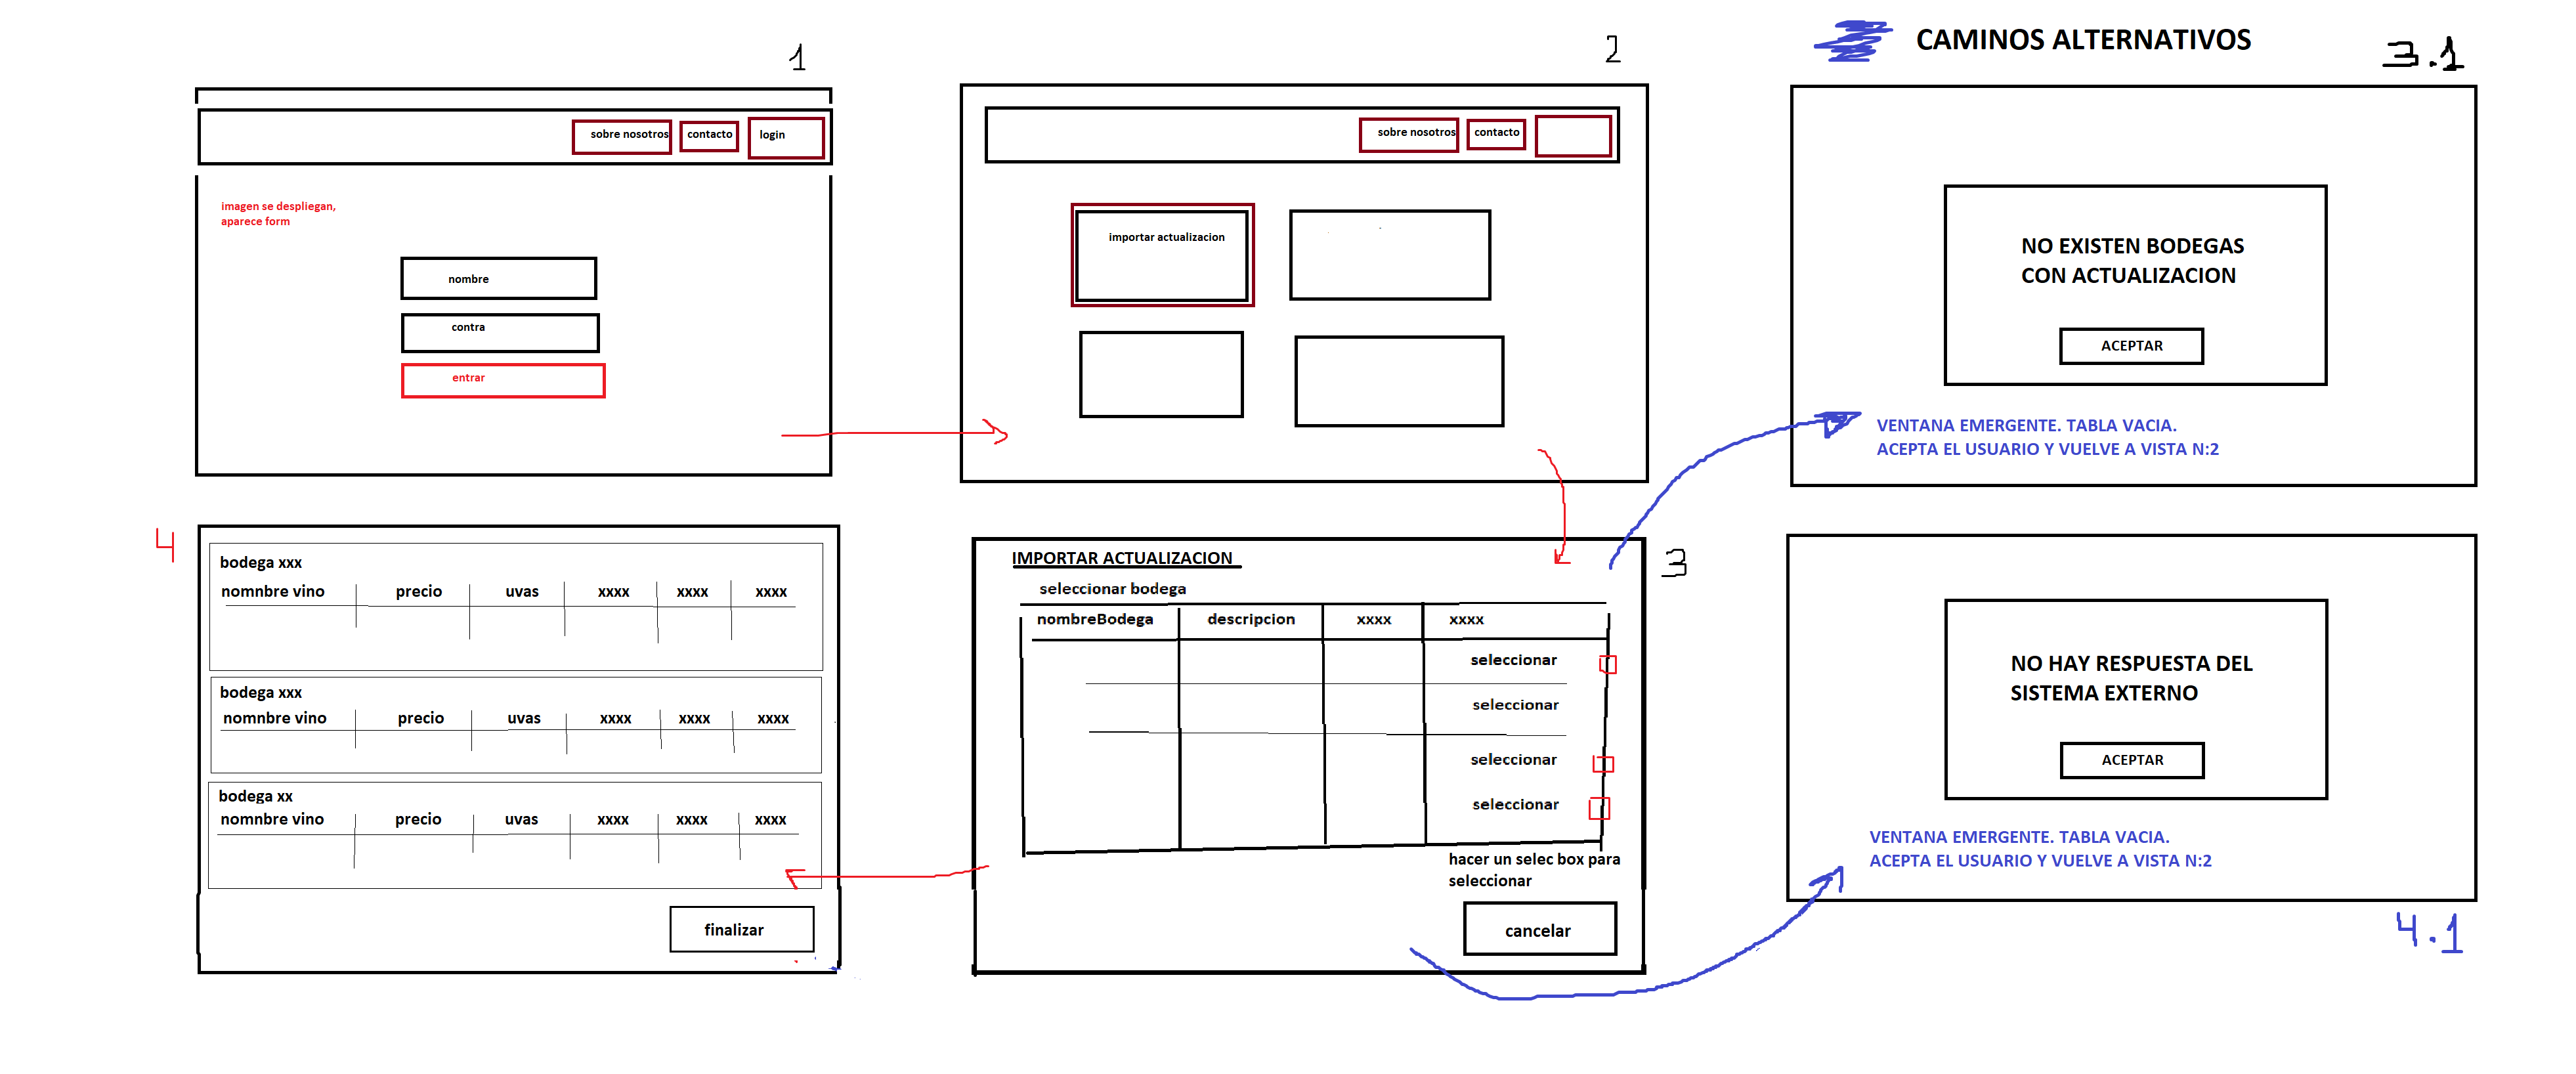 1
sobre nosotros contacto login
imagen se despliegan,
aparece form
nombre
contra
entrar
2
sobre nosotros contacto
importar actualizacion
CAMINOS ALTERNATIVOS
3.1
NO EXISTEN BODEGAS
CON ACTUALIZACION
ACEPTAR
VENTANA EMERGENTE. TABLA VACIA.
ACEPTA EL USUARIO Y VUELVE A VISTA N:2
4
bodega xxx
nomnbre vino precio uvas xxxx xxxx xxxx
bodega xxx
nomnbre vino precio uvas xxxx xxxx xxxx
bodega xx
nomnbre vino precio uvas xxxx xxxx xxxx
finalizar
3
IMPORTAR ACTUALIZACION
seleccionar bodega
nombreBodega descripcion xxxx xxxx
seleccionar
seleccionar
seleccionar
seleccionar
hacer un selec box para
seleccionar
cancelar
NO HAY RESPUESTA DEL
SISTEMA EXTERNO
ACEPTAR
VENTANA EMERGENTE. TABLA VACIA.
ACEPTA EL USUARIO Y VUELVE A VISTA N:2
4.1